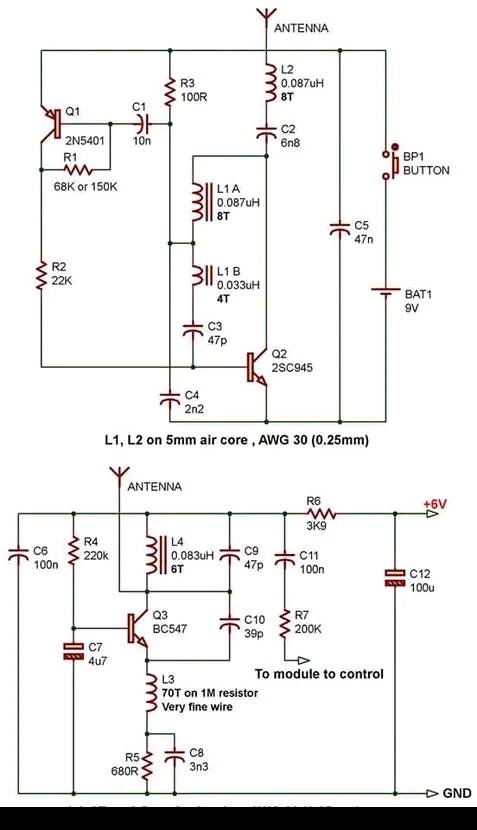 ANTENNA
L2
0.087uH
8T
R3
100R
Q1
2N5401
C1
10n
C2
6n8
R1
68K or 150K
BP1
BUTTON
L1 A
0.087uH
8T
C5
47n
R2
22K
L1 B
0.033uH
4T
BAT1
9V
C3
47p
Q2
2SC945
C4
2n2
L1, L2 on 5mm air core , AWG 30 (0.25mm)
ANTENNA
R6
3K9
+6V
C6
100n
R4
220k
L4
0.083uH
6T
C9
47p
C11
100n
C12
100u
Q3
BC547
C10
39p
R7
200K
C7
4u7
To module to control
L3
70T on 1M resistor
Very fine wire
R5
680R
C8
3n3
GND